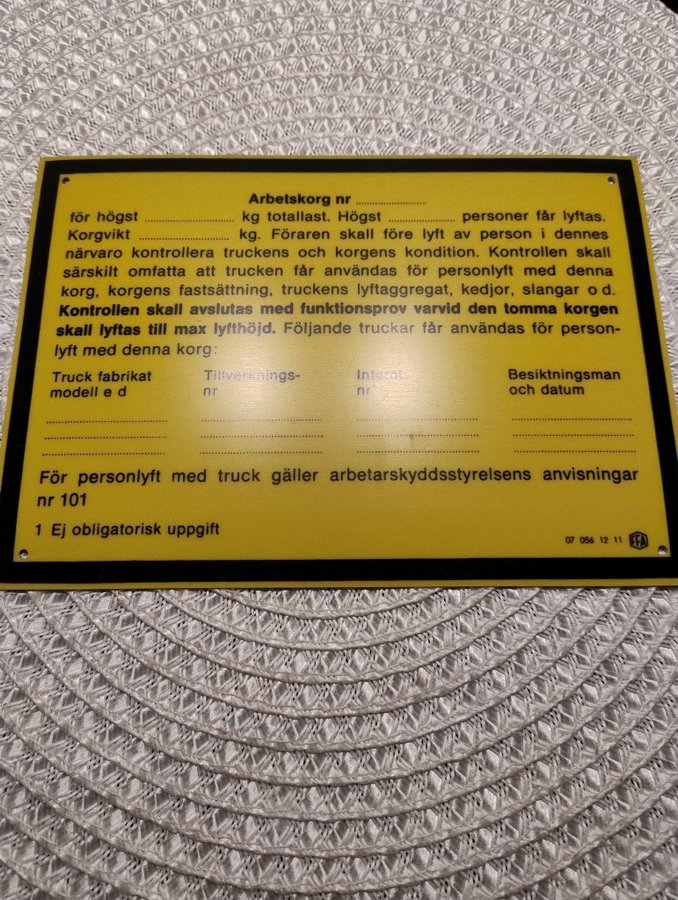 Arbetskorg nr ....................
för högst .................... kg totallast. Högst ................ personer får lyftas.
Korgvikt .................... kg. Föraren skall före lyft av person i dennes
närvaro kontrollera truckens och korgens kondition. Kontrollen skall
särskilt omfatta att trucken får användas för personlyft med denna
korg, korgens fastsättning, truckens lyftaggregat, kedjor, slangar o d.
Kontrollen skall avslutas med funktionsprov varvid den tomma korgen
skall lyftas till max lyfthöjd. Följande truckar får användas för person-
lyft med denna korg:
Truck fabrikat Tillverknings- Internt Besiktningsman
modell e d nr nr¹ och datum
För personlyft med truck gäller arbetarskyddsstyrelsens anvisningar
nr 101
1 Ej obligatorisk uppgift
07 056 12 11 FFA